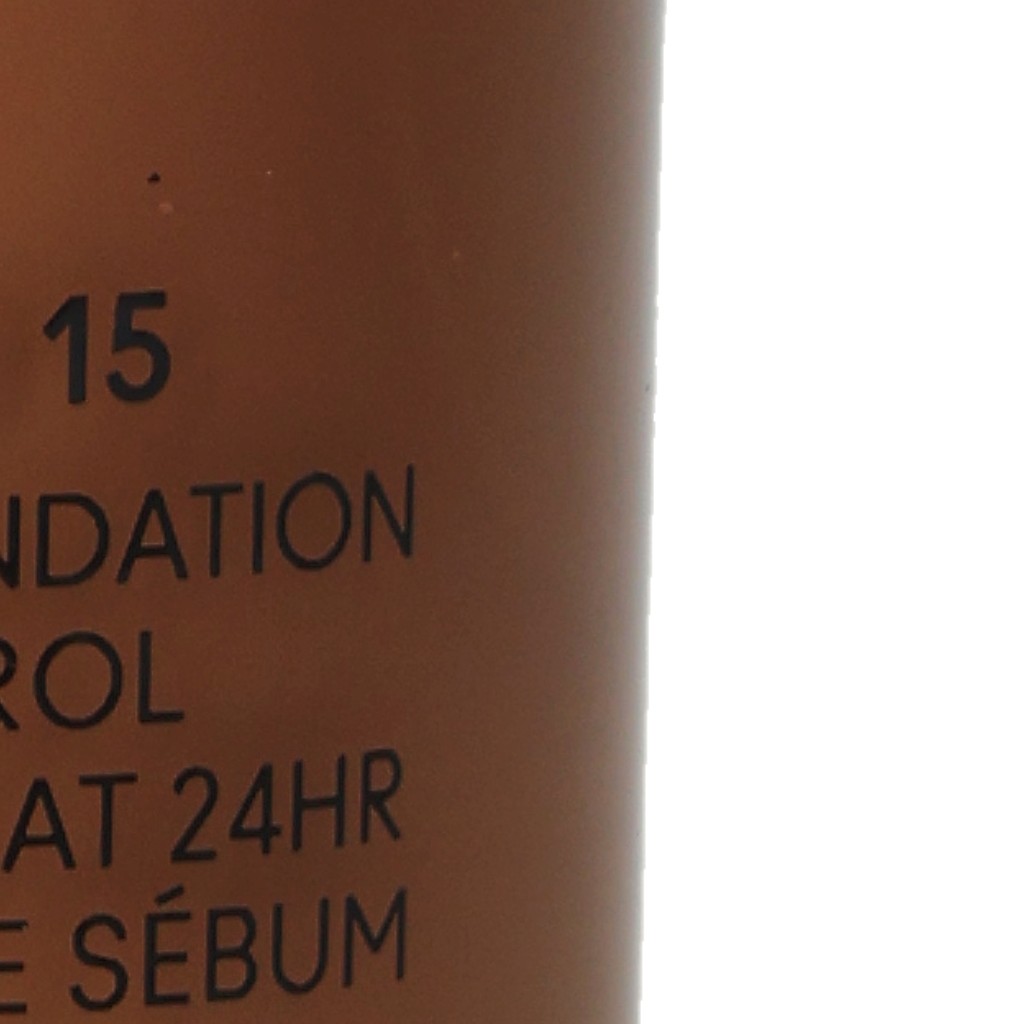 15
NDATION
ROL
AT 24HR
E SÉBUM